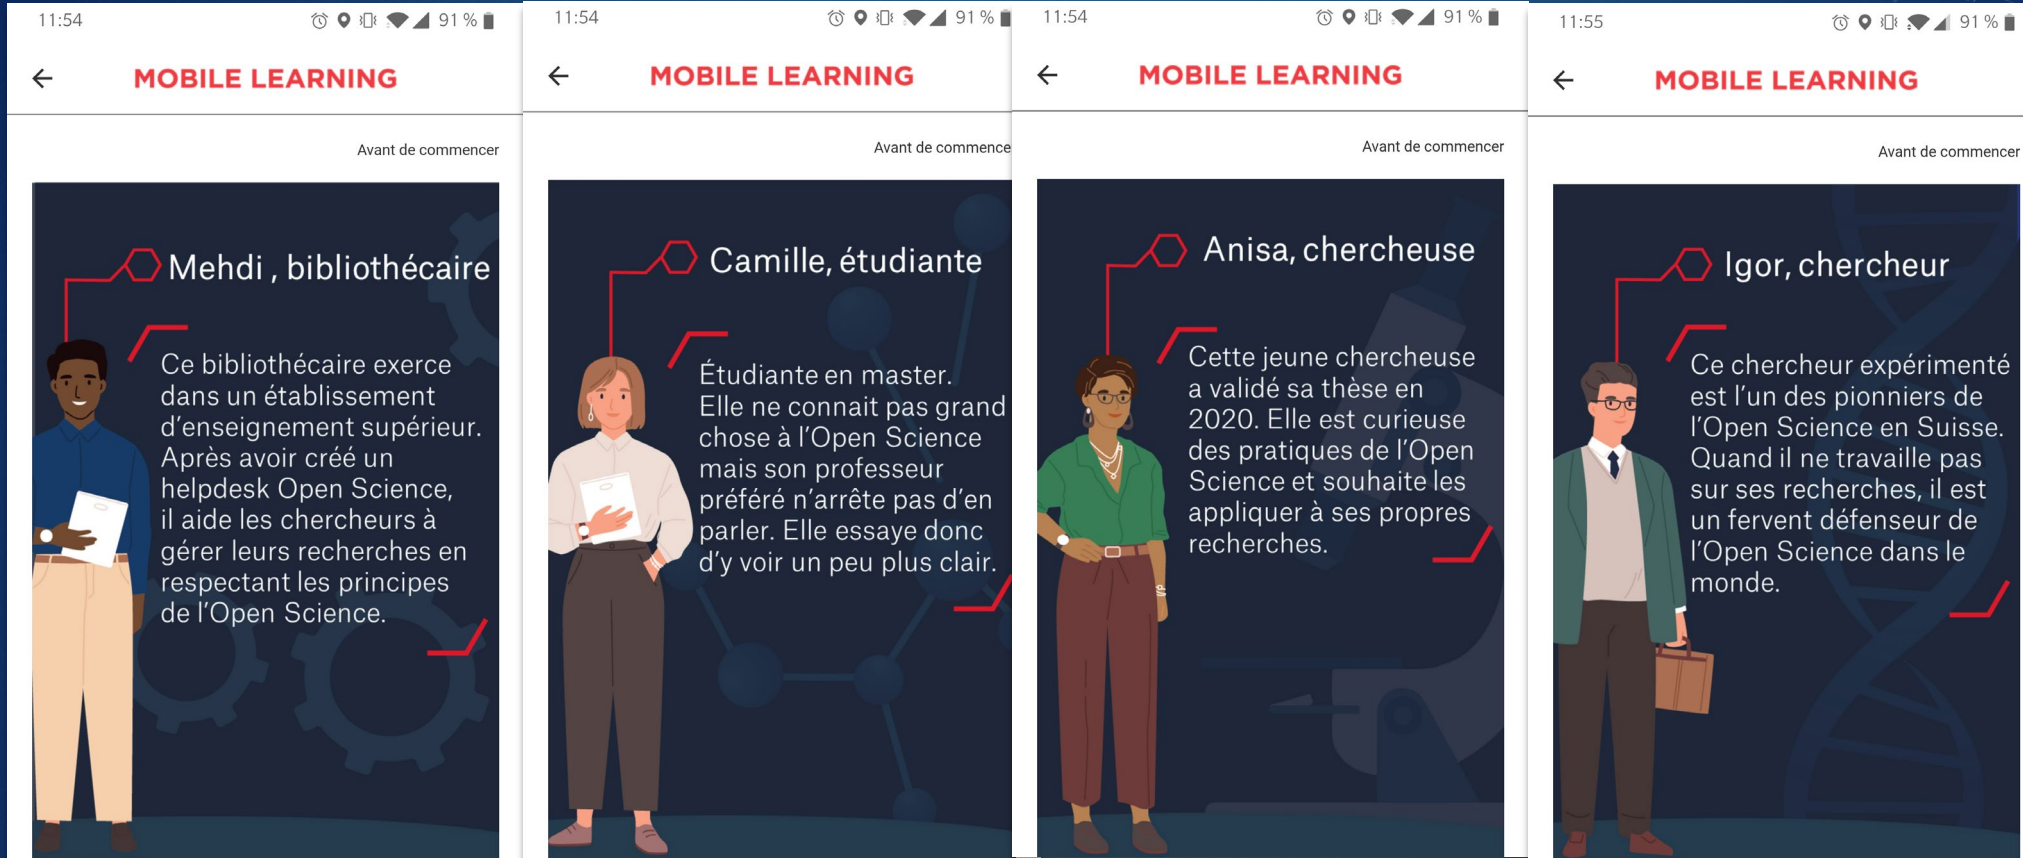 11:54
91 %
MOBILE LEARNING
Avant de commencer
Mehdi , bibliothécaire
Ce bibliothécaire exerce
dans un établissement
d'enseignement supérieur.
Après avoir créé un
helpdesk Open Science,
il aide les chercheurs à
gérer leurs recherches en
respectant les principes
de l'Open Science.
11:54
91 %
MOBILE LEARNING
Avant de commence
Camille, étudiante
Étudiante en master.
Elle ne connait pas grand
chose à l'Open Science
mais son professeur
préféré n'arrête pas d'en
parler. Elle essaye donc
d'y voir un peu plus clair.
11:54
91 %
MOBILE LEARNING
Avant de commencer
Anisa, chercheuse
Cette jeune chercheuse
a validé sa thèse en
2020. Elle est curieuse
des pratiques de l'Open
Science et souhaite les
appliquer à ses propres
recherches.
11:55
91 %
MOBILE LEARNING
Avant de commencer
Igor, chercheur
Ce chercheur expérimenté
est l'un des pionniers de
l'Open Science en Suisse.
Quand il ne travaille pas
sur ses recherches, il est
un fervent défenseur de
l'Open Science dans le
monde.